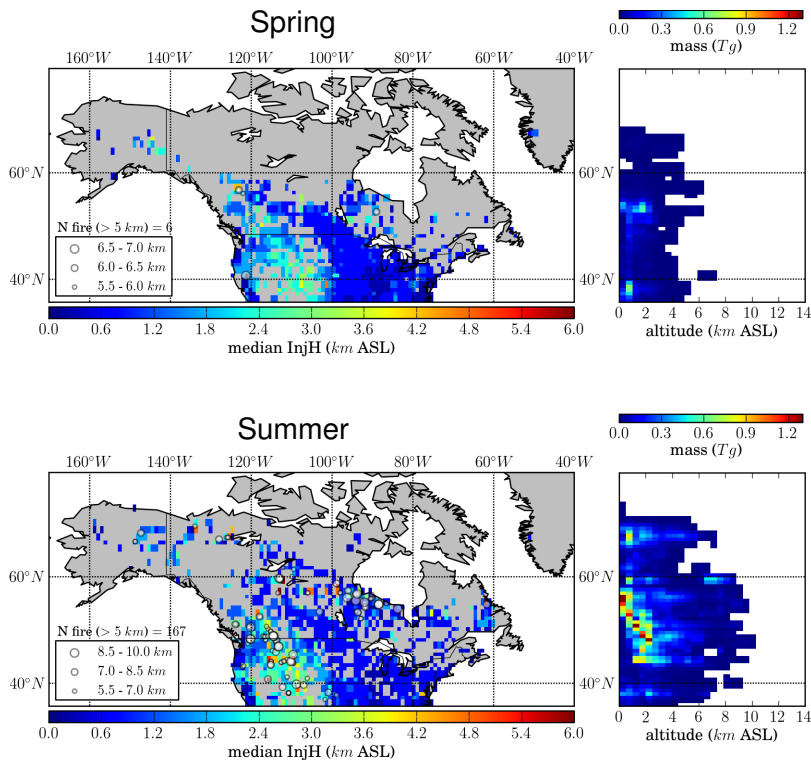 Spring
0.0 0.3 0.6 0.9 1.2
mass (Tg)
160°W 140°W 120°W 100°W 80°W 60°W 40°W
60°N
40°N
N fire (> 5 km) = 6
6.5 - 7.0 km
6.0 - 6.5 km
5.5 - 6.0 km
0.0 0.6 1.2 1.8 2.4 3.0 3.6 4.2 4.8 5.4 6.0
median InjH (km ASL)
0 2 4 6 8 10 12 14
altitude (km ASL)
Summer
0.0 0.3 0.6 0.9 1.2
mass (Tg)
160°W 140°W 120°W 100°W 80°W 60°W 40°W
60°N
40°N
N fire (> 5 km) = 167
8.5 - 10.0 km
7.0 - 8.5 km
5.5 - 7.0 km
0.0 0.6 1.2 1.8 2.4 3.0 3.6 4.2 4.8 5.4 6.0
median InjH (km ASL)
0 2 4 6 8 10 12 14
altitude (km ASL)